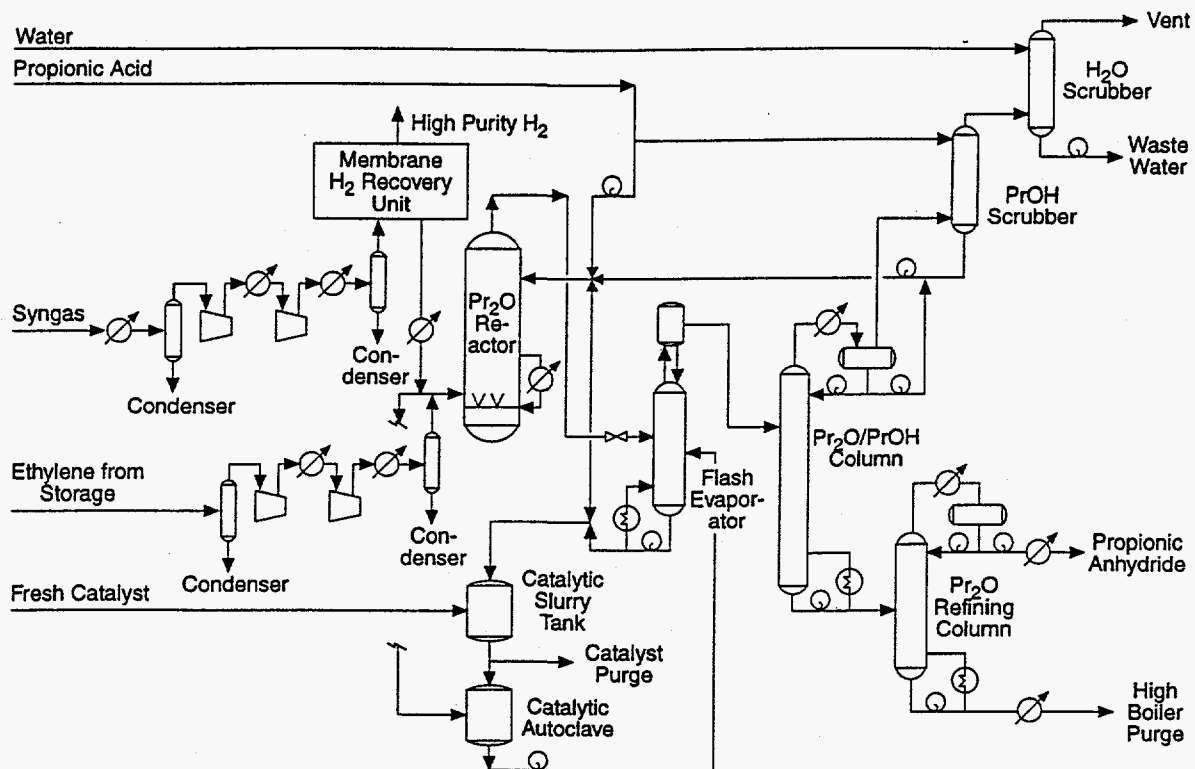 Water
Vent
Propionic Acid
H2O
Scrubber
High Purity H2
Membrane
H2 Recovery
Unit
Waste
Water
PrOH
Scrubber
Syngas
Pr2O
Re-
actor
Con-
denser
Condenser
Pr2O/PrOH
Column
Ethylene from
Storage
Flash
Evapor-
ator
Con-
denser
Condenser
Propionic
Anhydride
Fresh Catalyst
Catalytic
Slurry
Tank
Pr2O
Refining
Column
Catalyst
Purge
Catalytic
Autoclave
High
Boiler
Purge